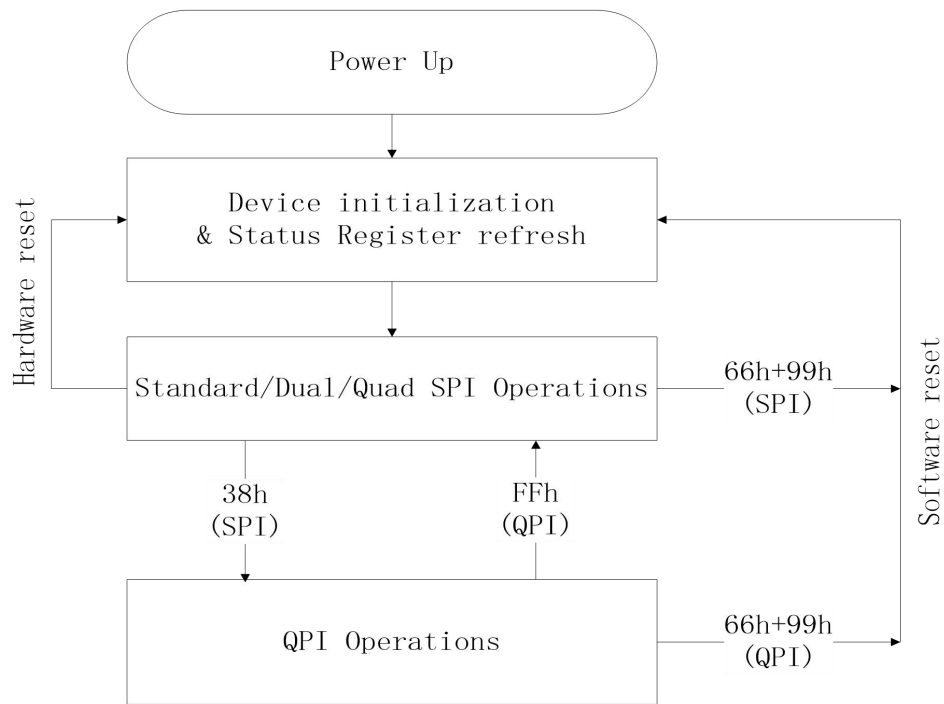 Power Up
Device initialization
& Status Register refresh
Hardware reset
Standard/Dual/Quad SPI Operations
66h+99h
(SPI)
Software reset
38h
(SPI)
FFh
(QPI)
QPI Operations
66h+99h
(QPI)